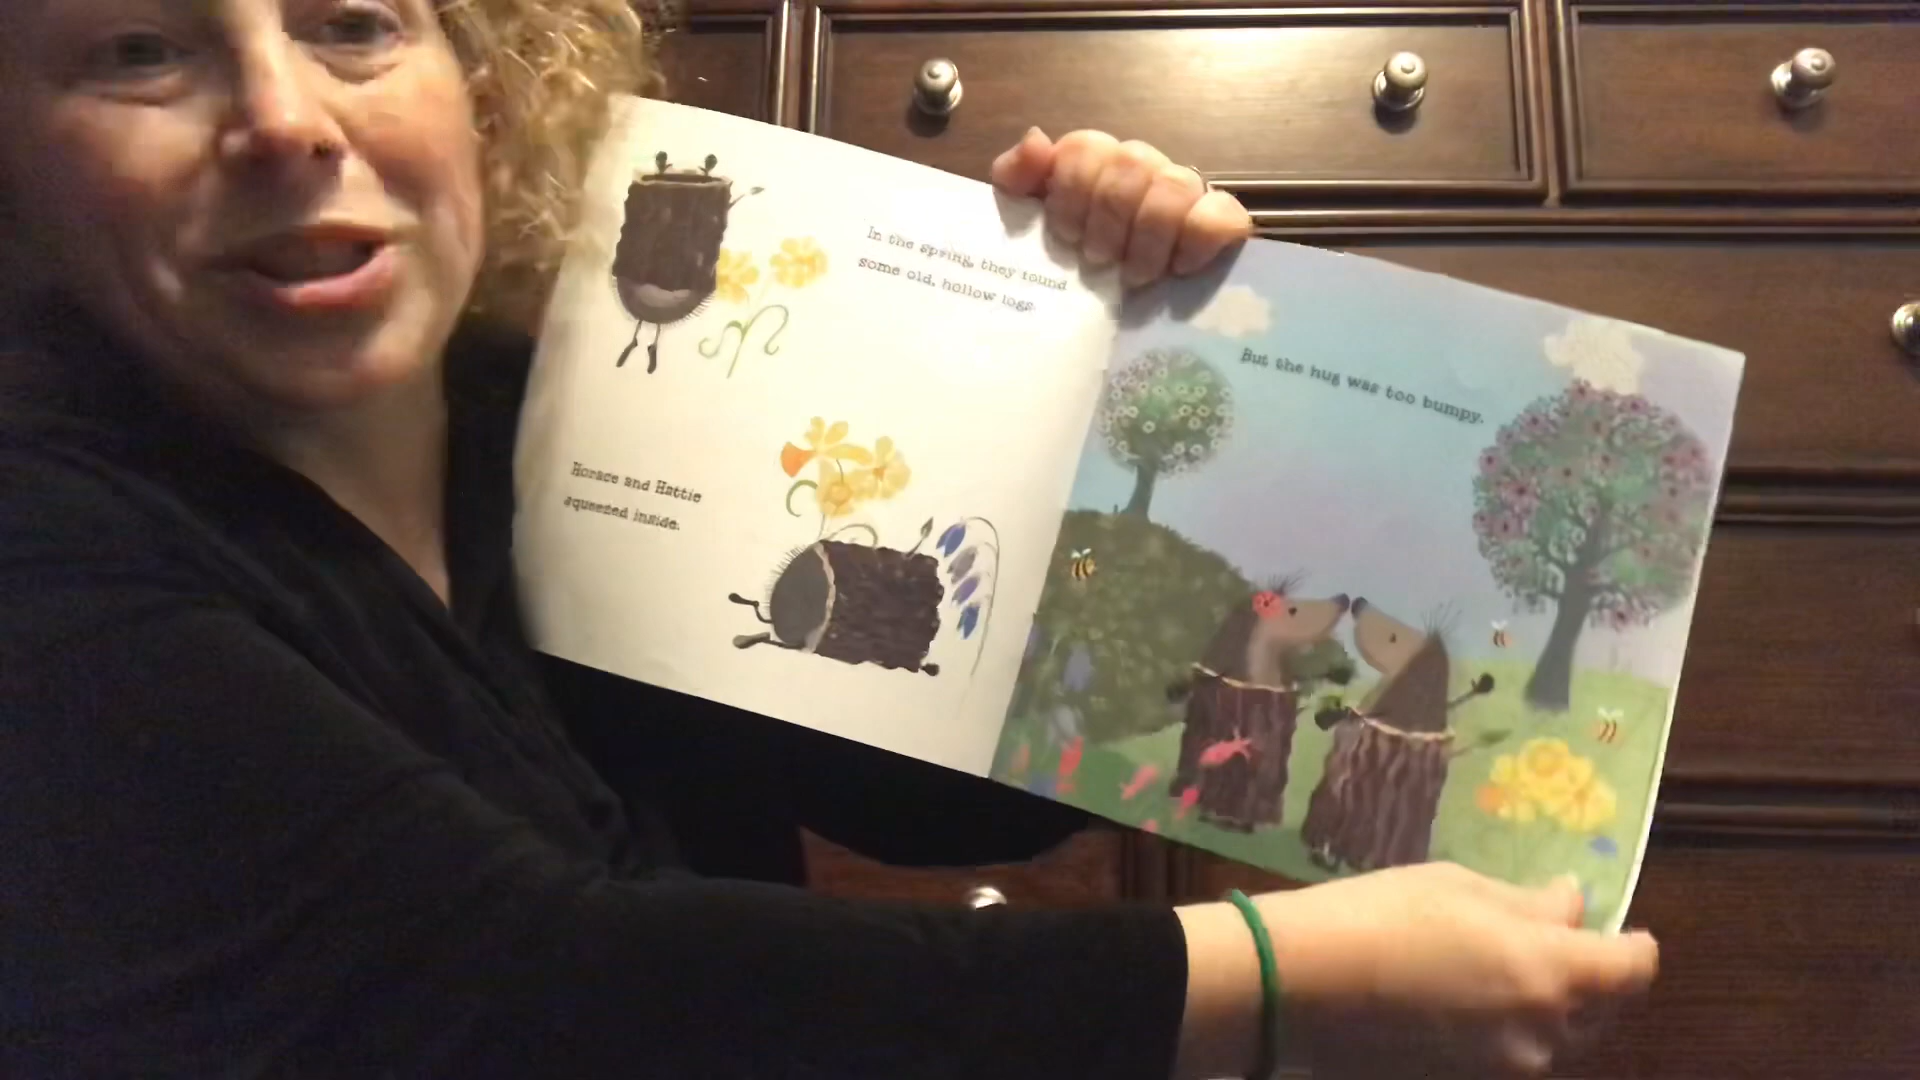 In the spring, they found
some old, hollow logs.
Horace and Hattie
squeezed inside.
But the hug was too bumpy.